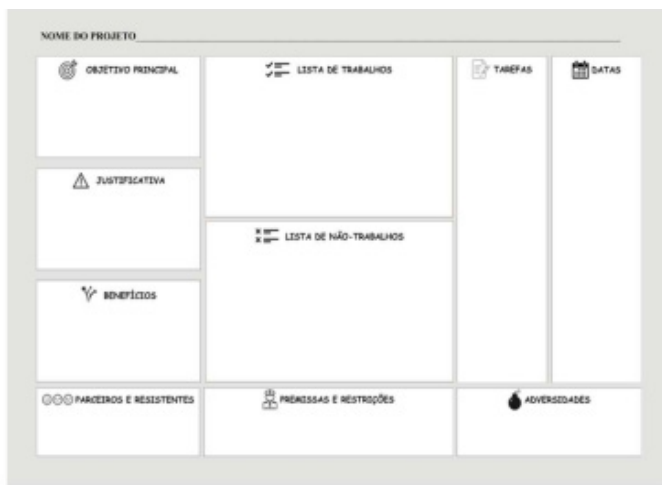 NOME DO PROJETO
OBJETIVO PRINCIPAL
LISTA DE TRABALHOS
TAREFAS
DATAS
JUSTIFICATIVA
LISTA DE NÃO-TRABALHOS
BENEFÍCIOS
PARCEIROS E RESISTENTES
PREMISSAS E RESTRIÇÕES
ADVERSIDADES